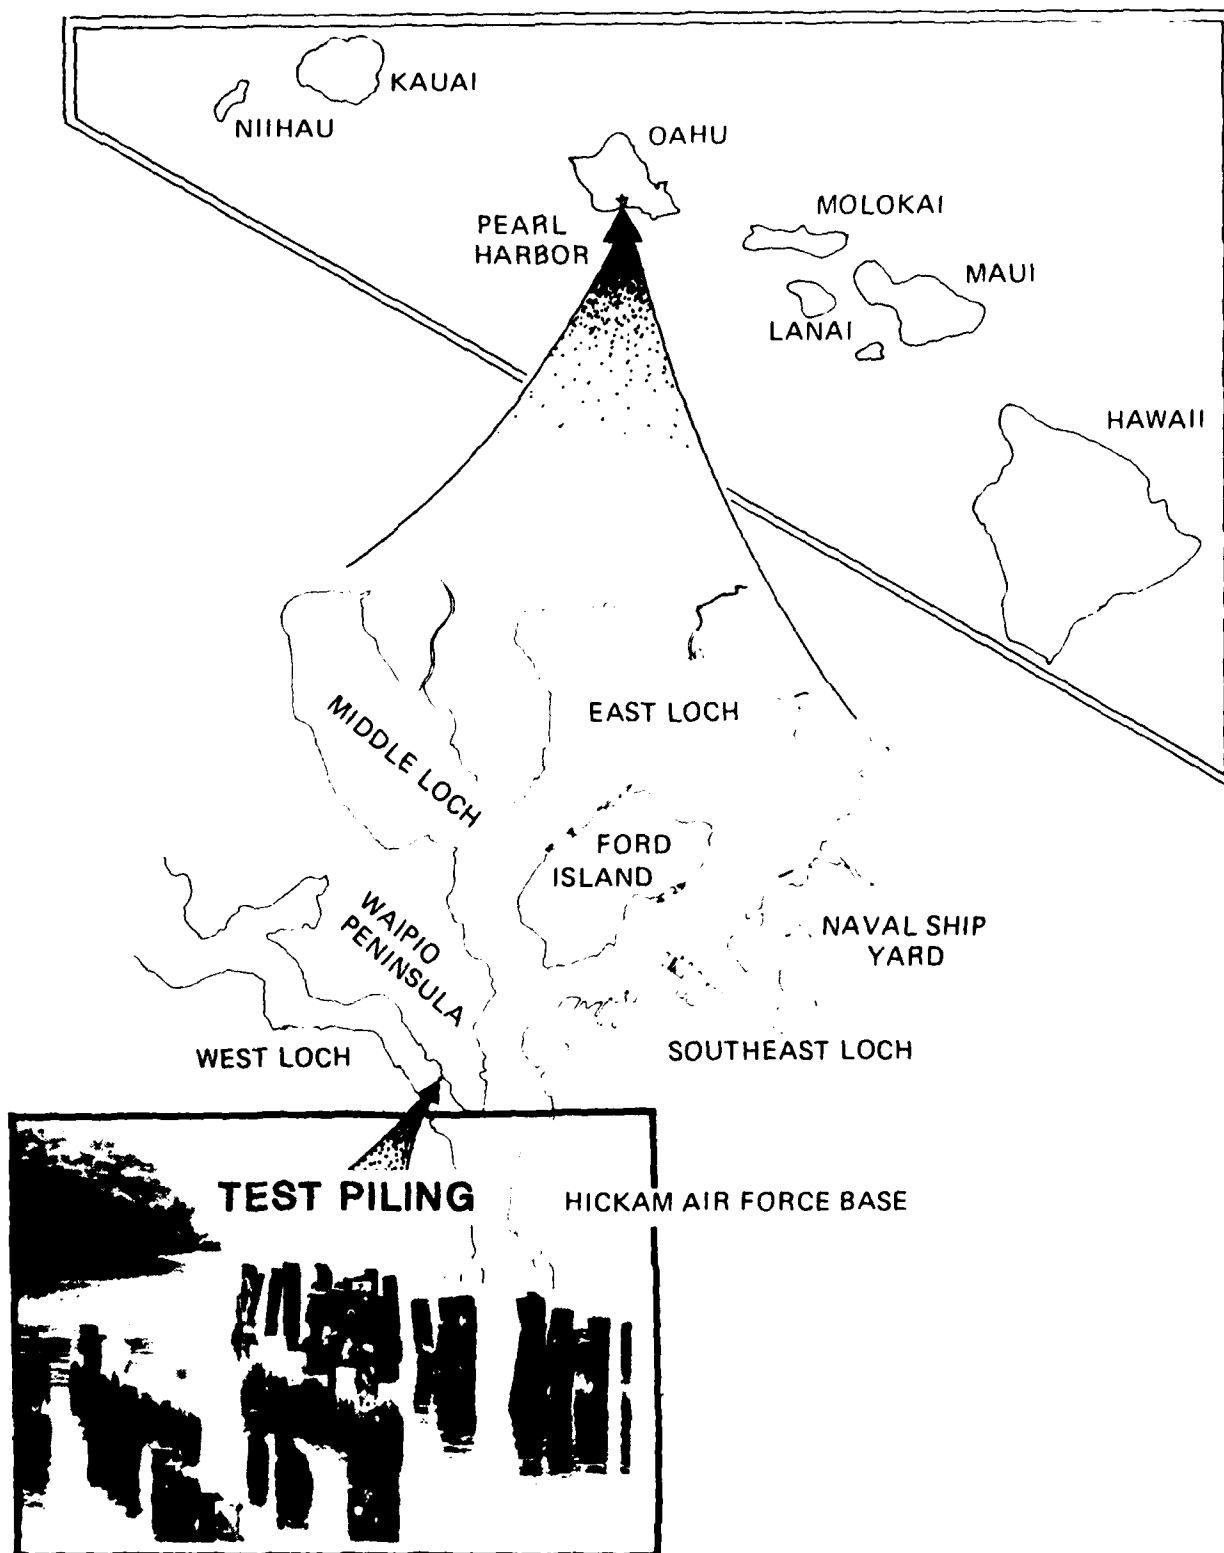 KAUAI
NIIHAU
OAHU
PEARL
HARBOR
MOLOKAI
MAUI
LANAI
HAWAII
MIDDLE LOCH
EAST LOCH
FORD
ISLAND
WAIPIO
PENINSULA
NAVAL SHIP
YARD
WEST LOCH
SOUTHEAST LOCH
TEST PILING
HICKAM AIR FORCE BASE